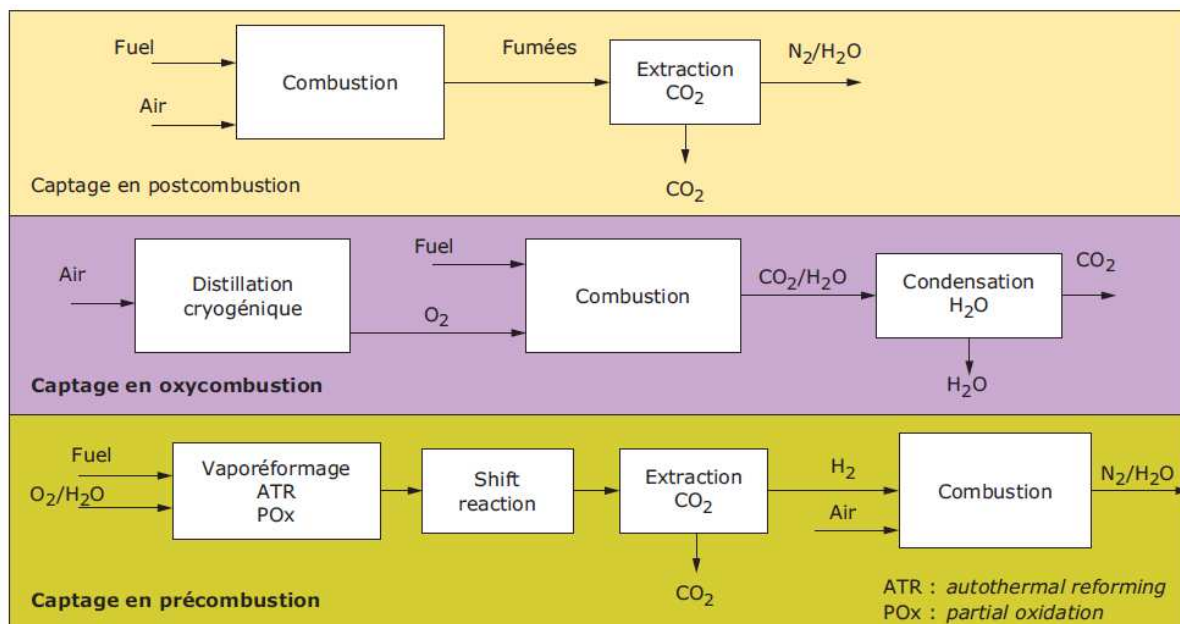 Fuel
Air
Combustion
Fumées
Extraction
CO2
N2/H2O
CO2
Captage en postcombustion
Air
Distillation
cryogénique
Fuel
O2
Combustion
CO2/H2O
Condensation
H2O
CO2
H2O
Captage en oxycombustion
Fuel
O2/H2O
Vaporéformage
ATR
POx
Shift
reaction
Extraction
CO2
H2
Air
Combustion
N2/H2O
CO2
Captage en précombustion
ATR : autothermal reforming
POx : partial oxidation